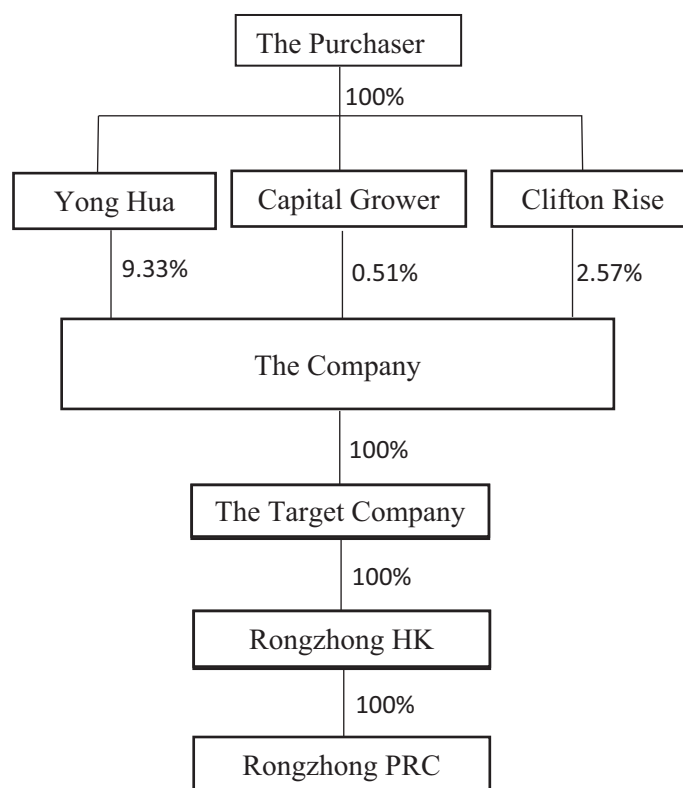 The Purchaser
100%
Yong Hua
Capital Grower
Clifton Rise
9.33%
0.51%
2.57%
The Company
100%
The Target Company
100%
Rongzhong HK
100%
Rongzhong PRC